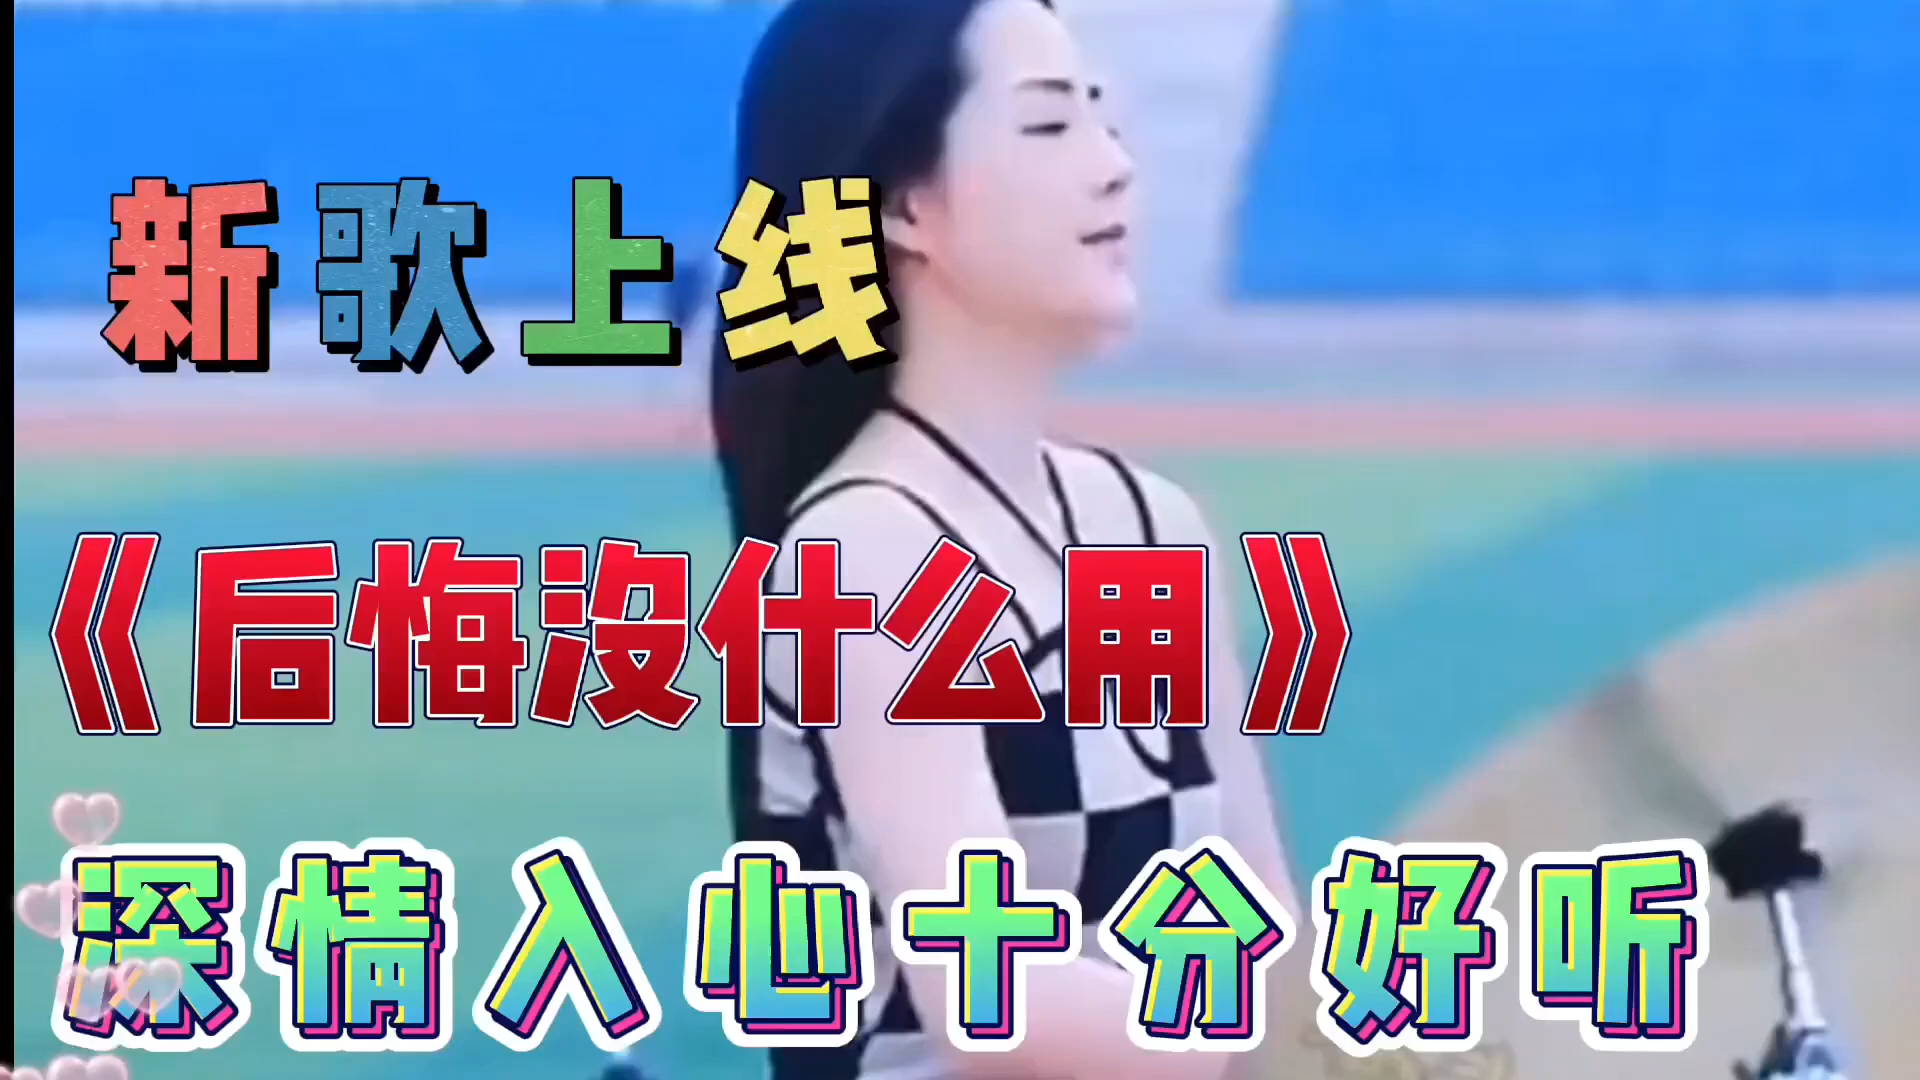 新歌上线
《后悔没什么用》
深情入心十分好听